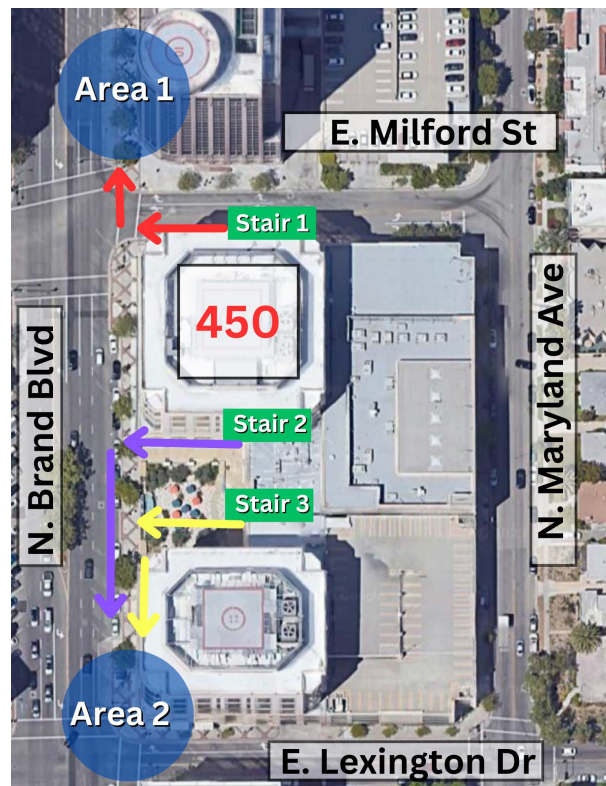 Area 1
E. Milford St
Stair 1
450
N. Maryland Ave
N. Brand Blvd
Stair 2
Stair 3
Area 2
E. Lexington Dr